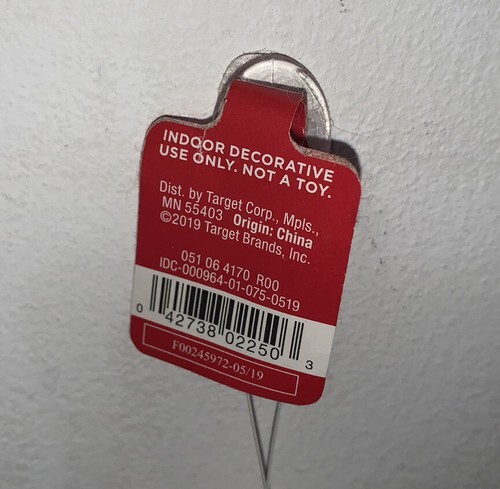 INDOOR DECORATIVE
USE ONLY. NOT A TOY.
Dist. by Target Corp., Mpls.,
MN 55403 Origin: China
©2019 Target Brands, Inc.
051 06 4170 R00
IDC-000964-01-075-0519
0 42738 02250 3
F00245972-05/19